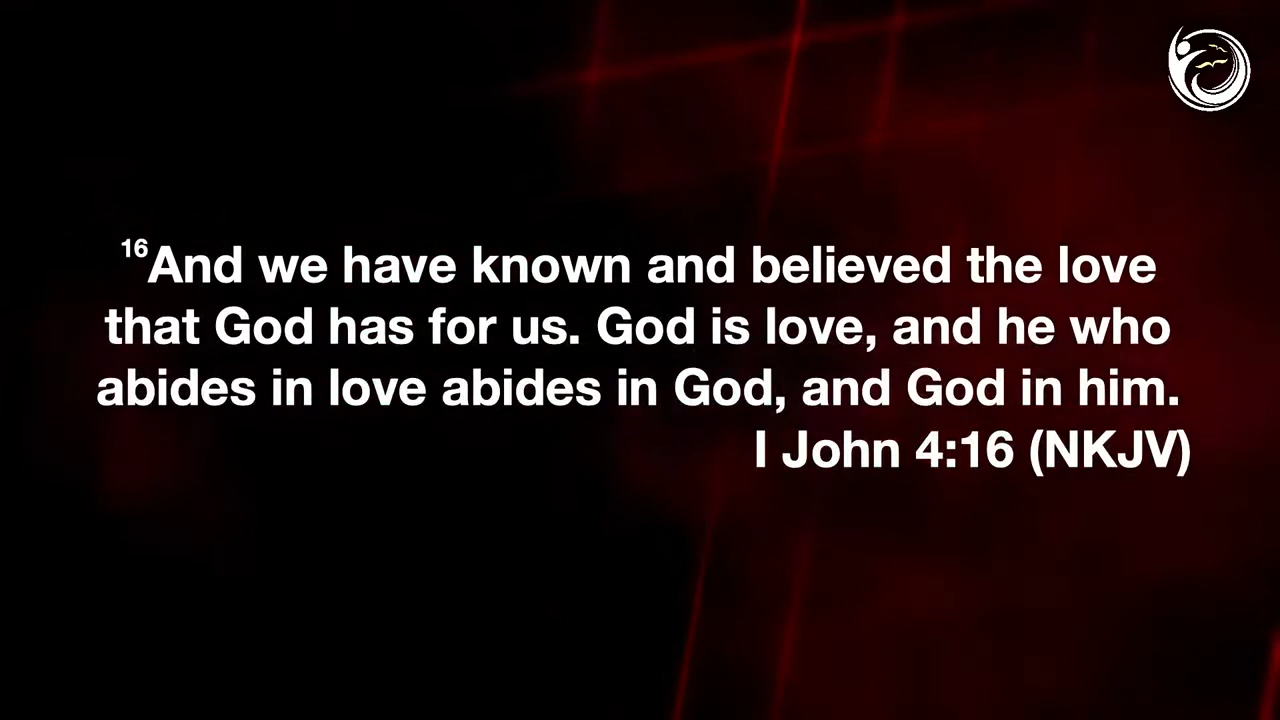 16And we have known and believed the love
that God has for us. God is love, and he who
abides in love abides in God, and God in him.
I John 4:16 (NKJV)